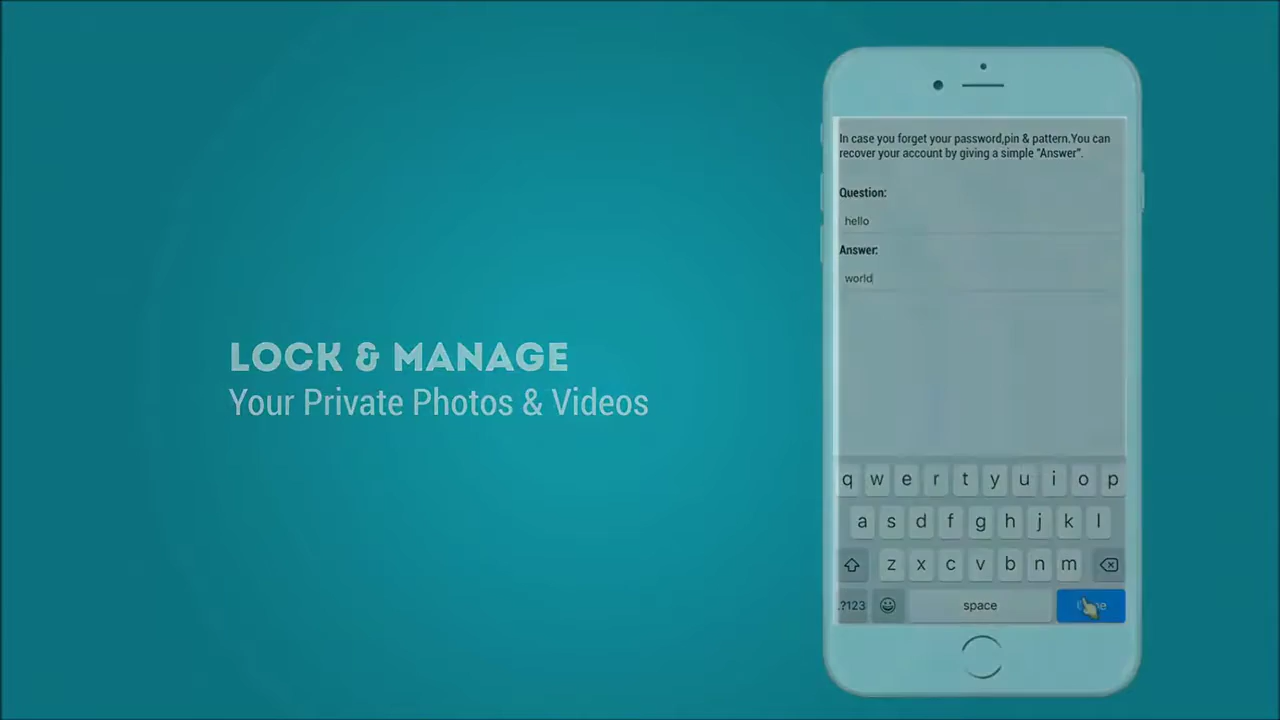 LOCK & MANAGE
Your Private Photos & Videos
In case you forget your password,pin & pattern.You can
recover your account by giving a simple "Answer".
Question:
hello
Answer:
world
q w e r t y u i o p
a s d f g h j k l
z x c v b n m
.?123 space